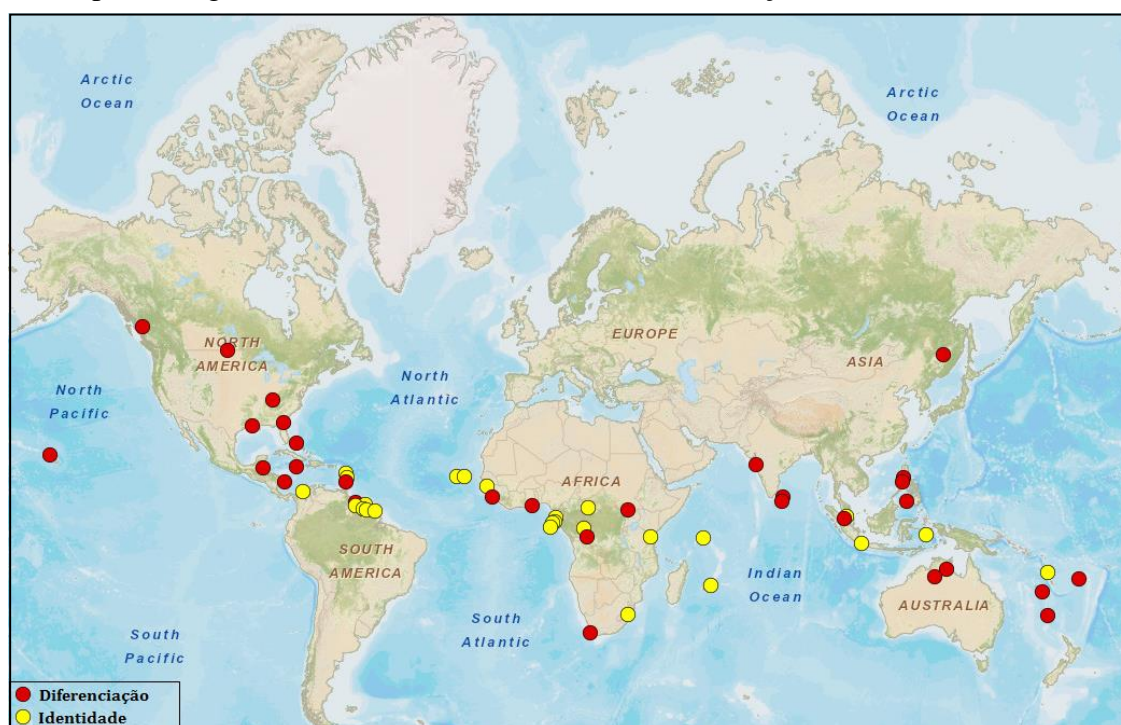 Arctic
Ocean
Arctic
Ocean
EUROPE
NORTH
AMERICA
ASIA
North
Pacific
North
Atlantic
AFRICA
SOUTH
AMERICA
Indian
Ocean
AUSTRALIA
South
Pacific
South
Atlantic
Diferenciação
Identidade